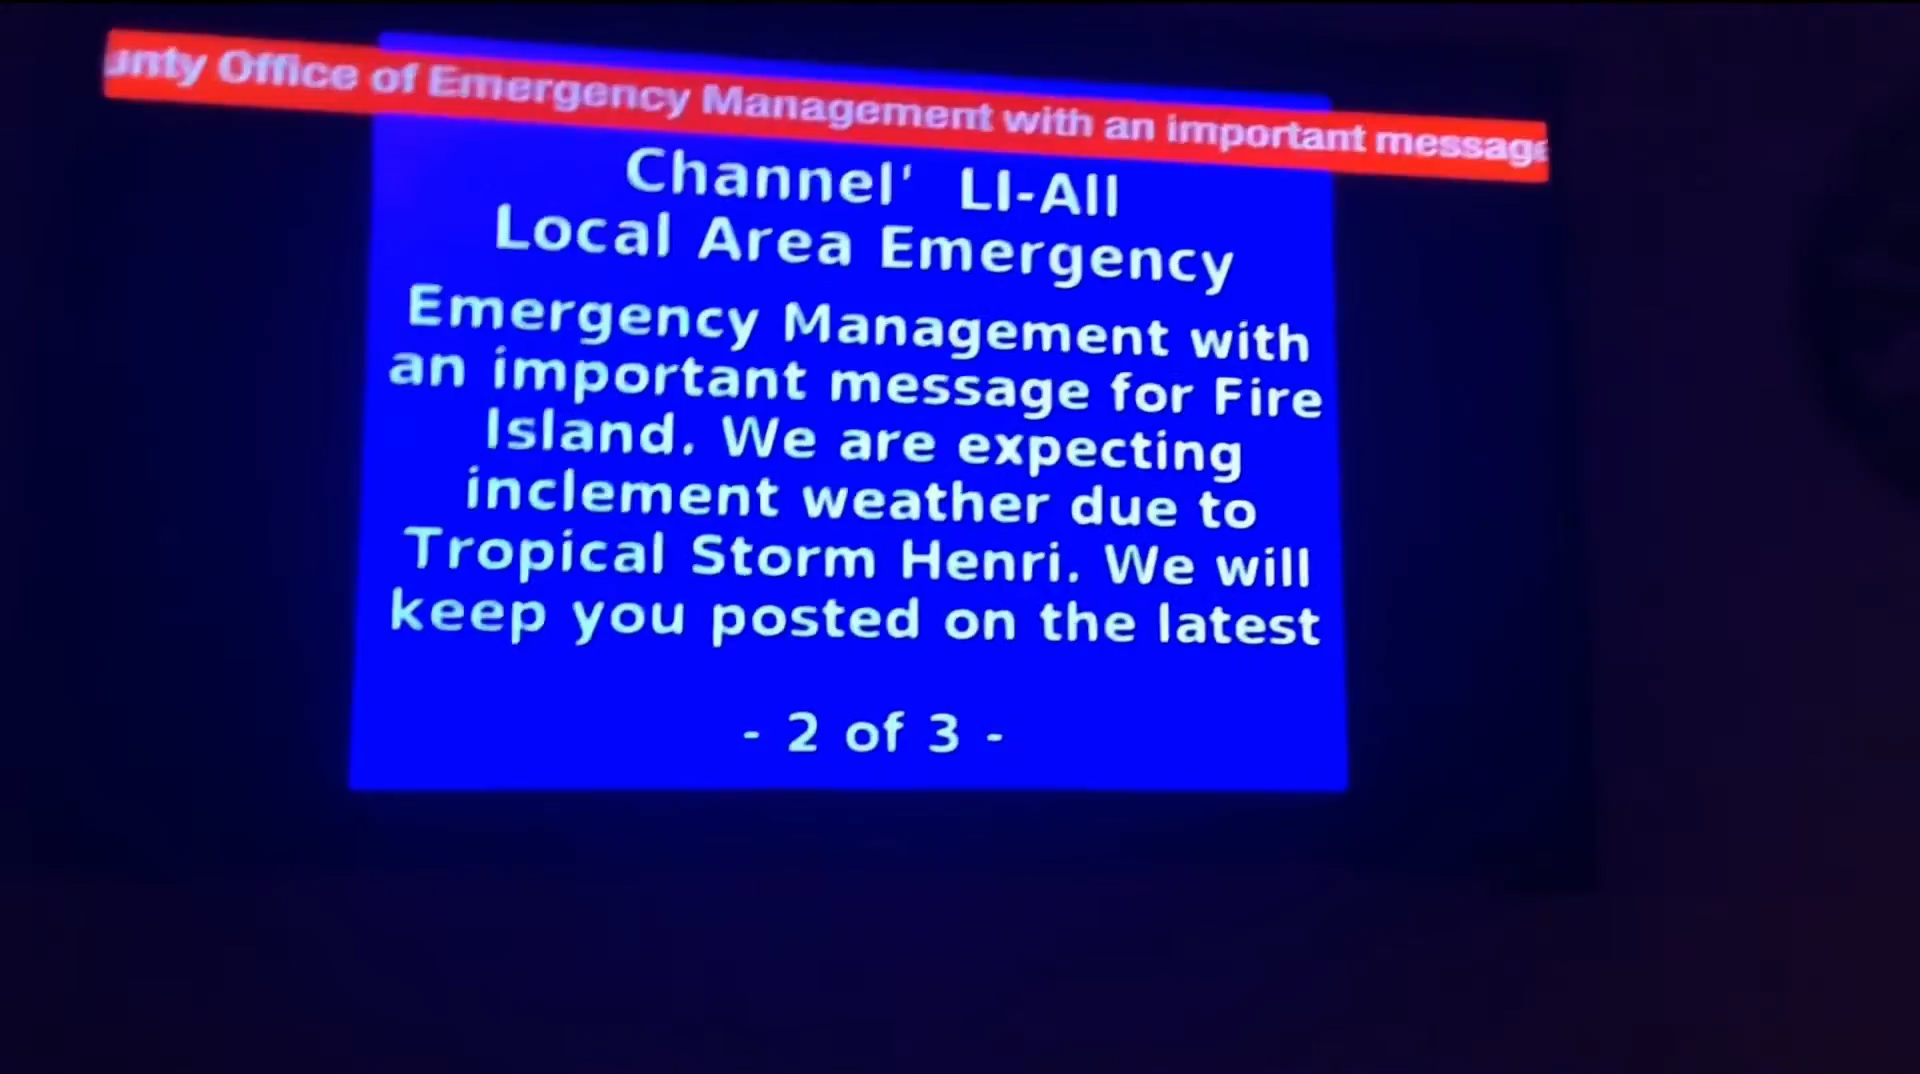 unty Office of Emergency Management with an important message
Channel' LI-All
Local Area Emergency
Emergency Management with
an important message for Fire
Island. We are expecting
inclement weather due to
Tropical Storm Henri. We will
keep you posted on the latest
- 2 of 3 -